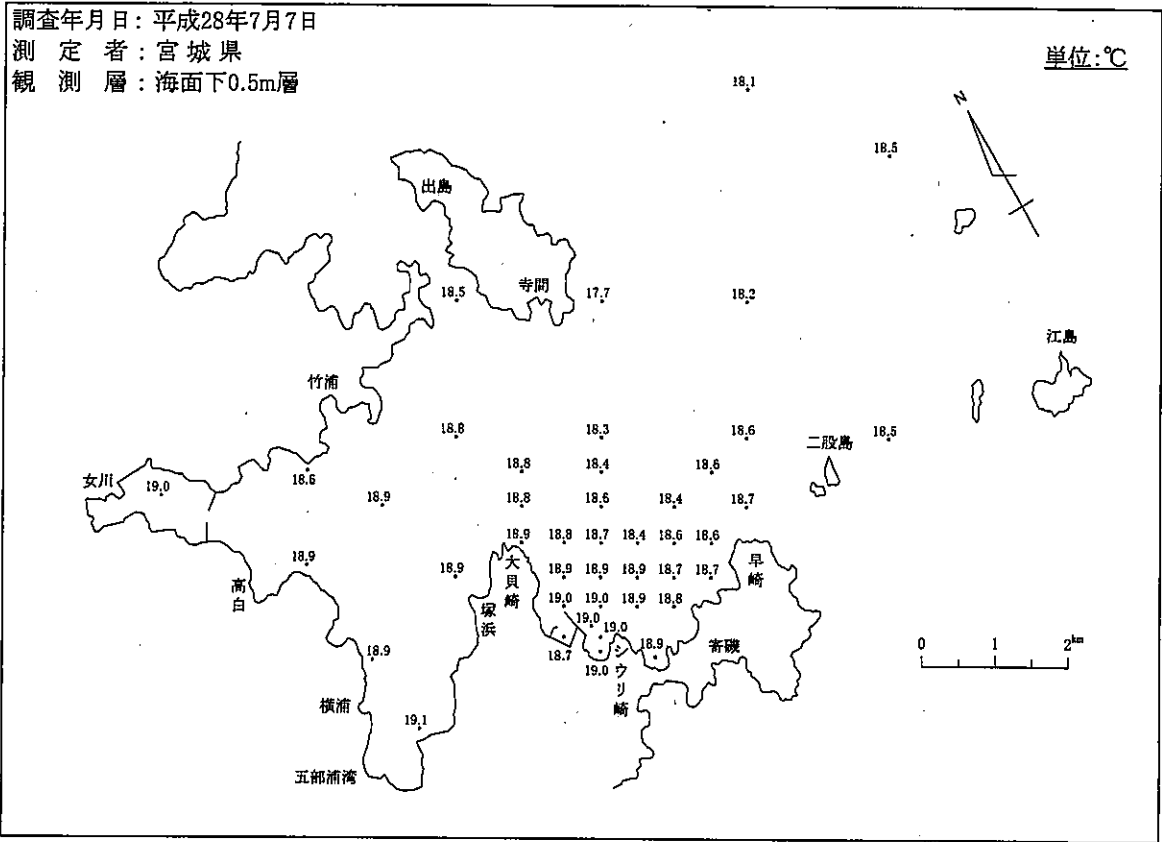 調査年月日：平成28年7月7日
測定者：宮城県
観測層：海面下0.5m層
単位：℃
18.1
N
18.5
出島
寺間
18.5
17.7
18.2
江島
竹浦
18.8
18.3
18.6
二股島
18.5
女川
19.0
18.6
18.8
18.4
18.6
18.9
18.8
18.6
18.4
18.7
18.9
18.8
18.7
18.4
18.6
18.6
18.9
高白
18.9
大貝崎
18.9
18.9
18.9
18.7
18.7
早崎
塚浜
19.0
19.0
18.9
18.8
19.0
19.0
18.7
19.0
シウリ崎
18.9
寄磯
0
1
2km
18.9
横浦
19.1
五部浦湾